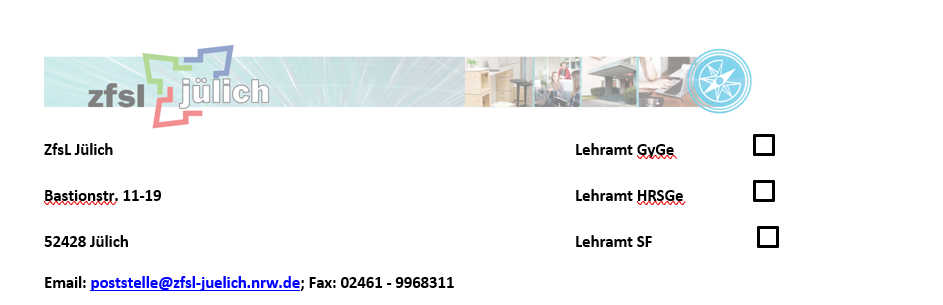 zfsl jülich
ZfsL Jülich Lehramt GyGe
Bastionstr. 11-19 Lehramt HRSGe
52428 Jülich Lehramt SF
Email: poststelle@zfsl-juelich.nrw.de; Fax: 02461 - 9968311